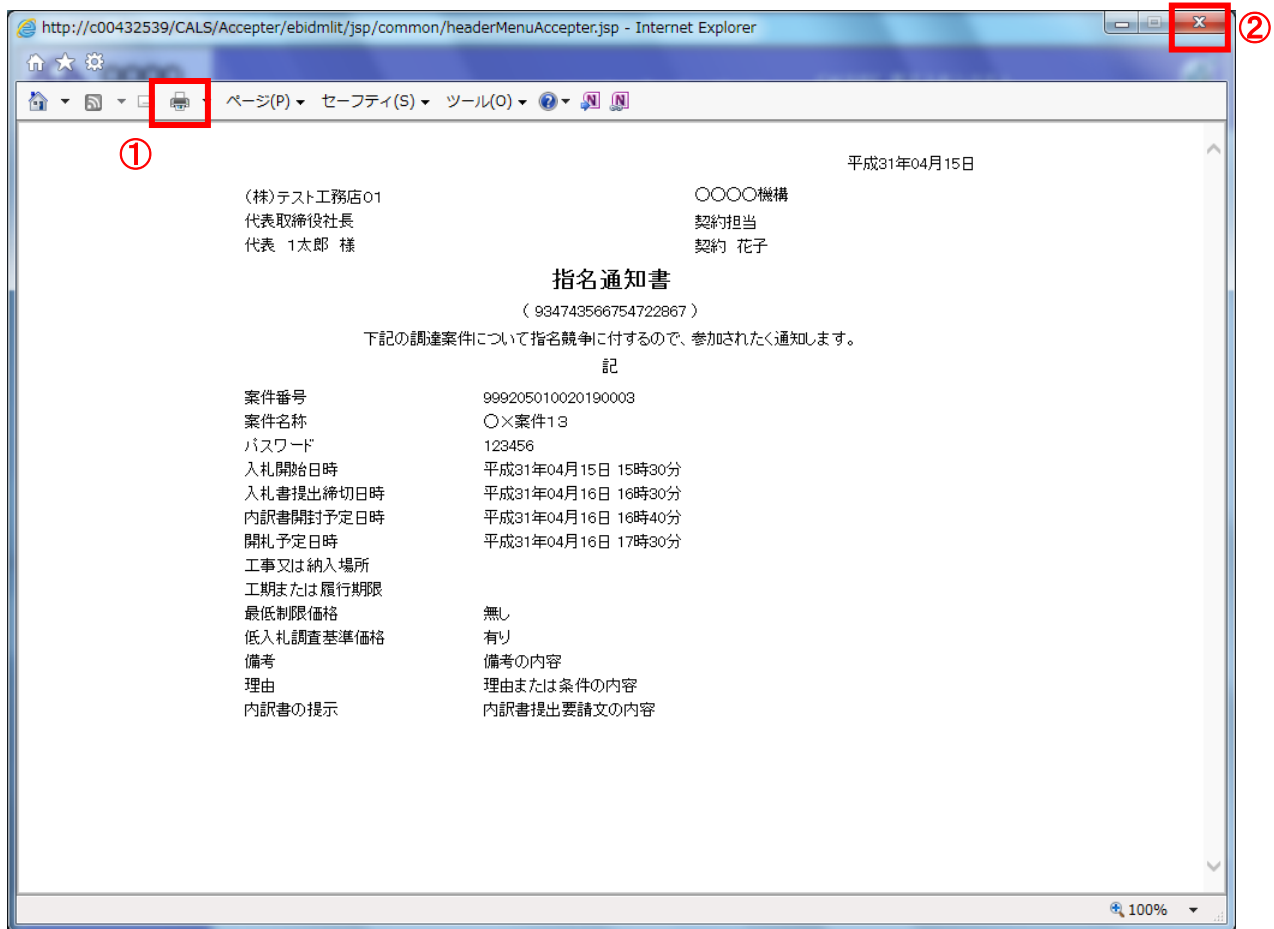 http://c00432539/CALS/Accepter/ebidmlit/jsp/common/headerMenuAccepter.jsp - Internet Explorer
②
ページ(P) セーフティ(S) ツール(O)
①
平成31年04月15日
(株)テスト工務店01 〇〇〇〇機構
代表取締役社長 契約担当
代表 1太郎 様 契約 花子
指名通知書
( 934743566754722867 )
下記の調達案件について指名競争に付するので、参加されたく通知します。
記
案件番号 999205010020190003
案件名称 〇×案件13
パスワード 123456
入札開始日時 平成31年04月15日 15時30分
入札書提出締切日時 平成31年04月16日 16時30分
内訳書開封予定日時 平成31年04月16日 16時40分
開札予定日時 平成31年04月16日 17時30分
工事又は納入場所
工期または履行期限
最低制限価格 無し
低入札調査基準価格 有り
備考 備考の内容
理由 理由または条件の内容
内訳書の提示 内訳書提出要請文の内容
100%